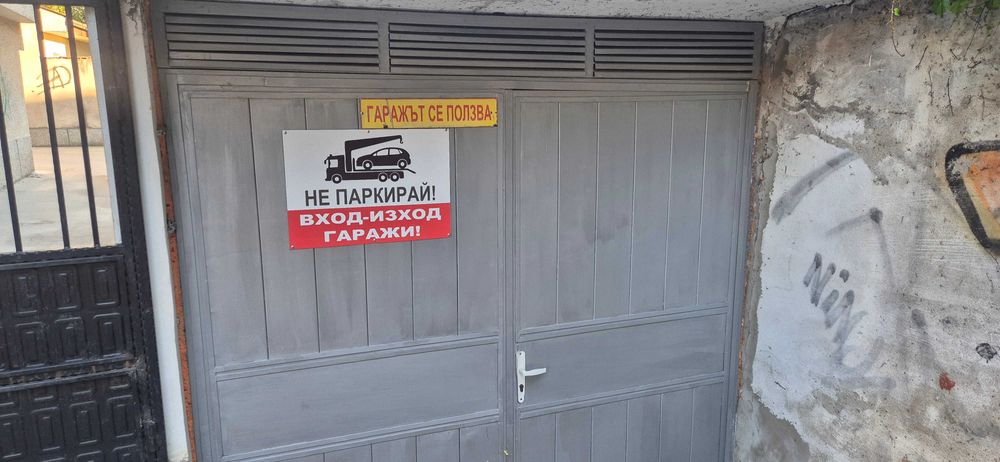 ГАРАЖЪТ СЕ ПОЛЗВА
НЕ ПАРКИРАЙ!
ВХОД-ИЗХОД
ГАРАЖИ!